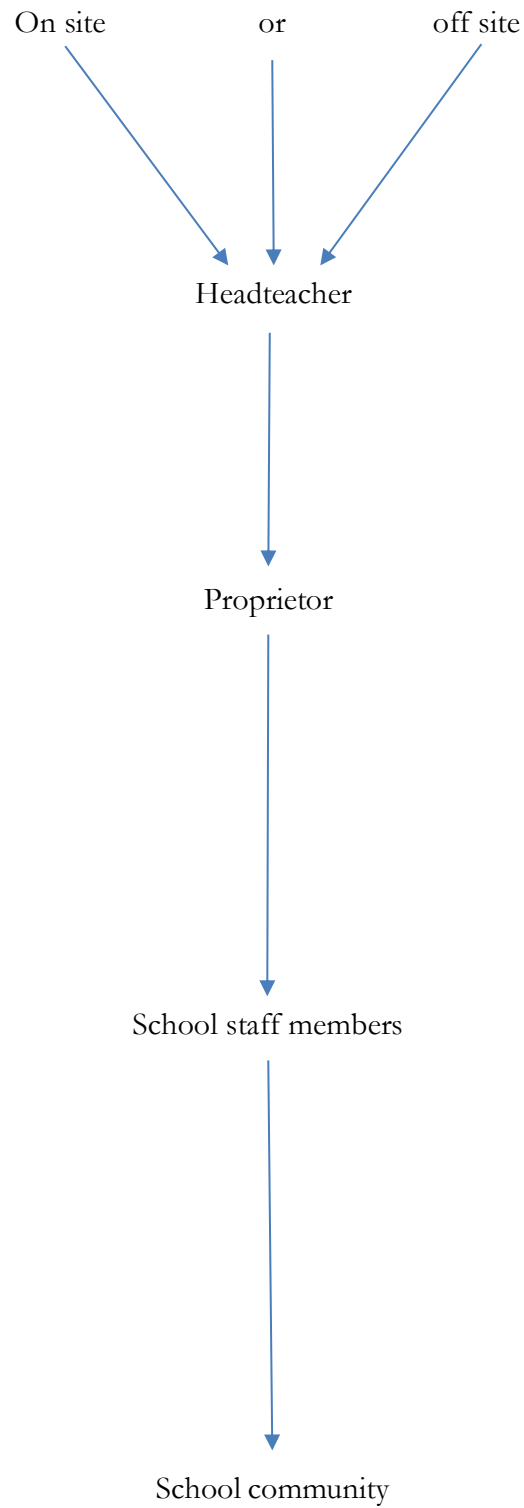 On site or off site
Headteacher
Proprietor
School staff members
School community